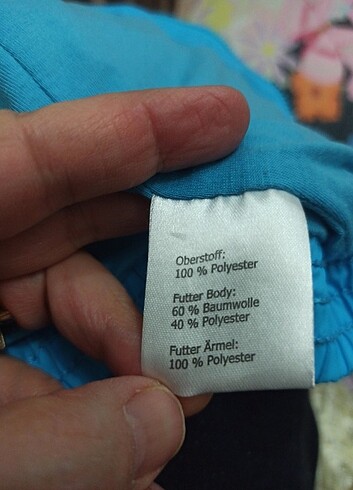 Oberstoff:
100 % Polyester
Futter Body:
60 % Baumwolle
40 % Polyester
Futter Ärmel:
100 % Polyester